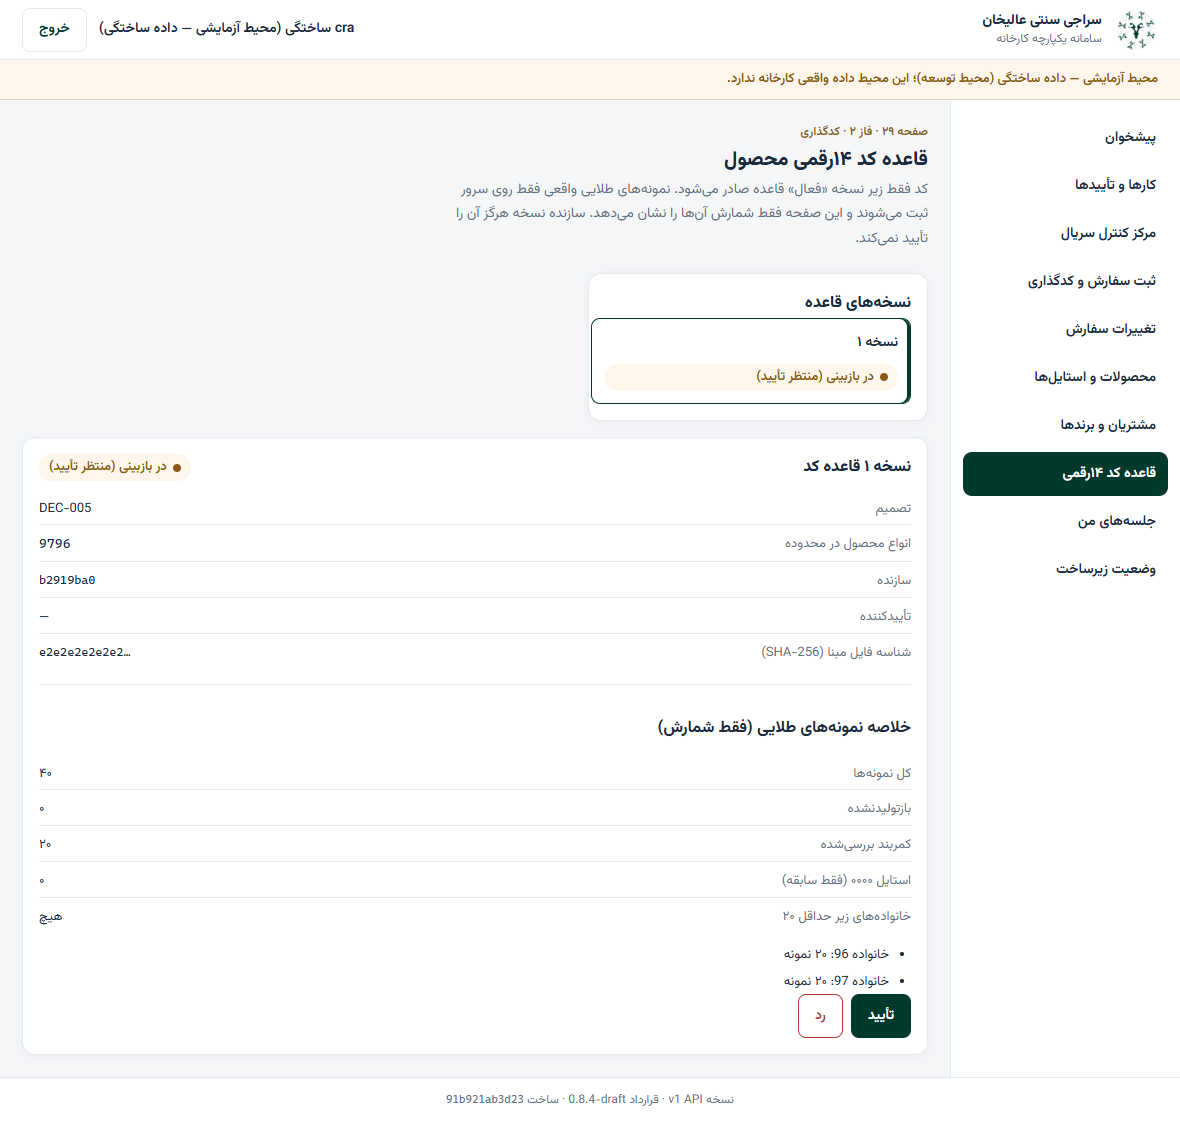 سراجی سنتی عالیخان
سامانه یکپارچه کارخانه
cra ساختگی (محیط آزمایشی — داده ساختگی)
خروج
محیط آزمایشی — داده ساختگی (محیط توسعه)؛ این محیط داده واقعی کارخانه ندارد.
پیشخوان
کارها و تأییدها
مرکز کنترل سریال
ثبت سفارش و کدگذاری
تغییرات سفارش
محصولات و استایل‌ها
مشتریان و برندها
قاعده کد ۱۴رقمی
جلسه‌های من
وضعیت زیرساخت
صفحه ۲۹ · فاز ۲ · کدگذاری
قاعده کد ۱۴رقمی محصول
کد فقط زیر نسخه «فعال» قاعده صادر می‌شود. نمونه‌های طلایی واقعی فقط روی سرور
ثبت می‌شوند و این صفحه فقط شمارش آن‌ها را نشان می‌دهد. سازنده نسخه هرگز آن را
تأیید نمی‌کند.
نسخه‌های قاعده
نسخه ۱
در بازبینی (منتظر تأیید)
نسخه ۱ قاعده کد
در بازبینی (منتظر تأیید)
تصمیم
DEC-005
انواع محصول در محدوده
9796
سازنده
b2919ba0
تأییدکننده
—
شناسه فایل مبنا (SHA-256)
e2e2e2e2e2e2…
خلاصه نمونه‌های طلایی (فقط شمارش)
کل نمونه‌ها
۴۰
بازتولیدنشده
۰
کمربند بررسی‌شده
۲۰
استایل ۰۰۰۰ (فقط سابقه)
۰
خانواده‌های زیر حداقل ۲۰
هیچ
• خانواده 96: ۲۰ نمونه
• خانواده 97: ۲۰ نمونه
تأیید
رد
نسخه v1 API · قرارداد 0.8.4-draft · ساخت 91b921ab3d23